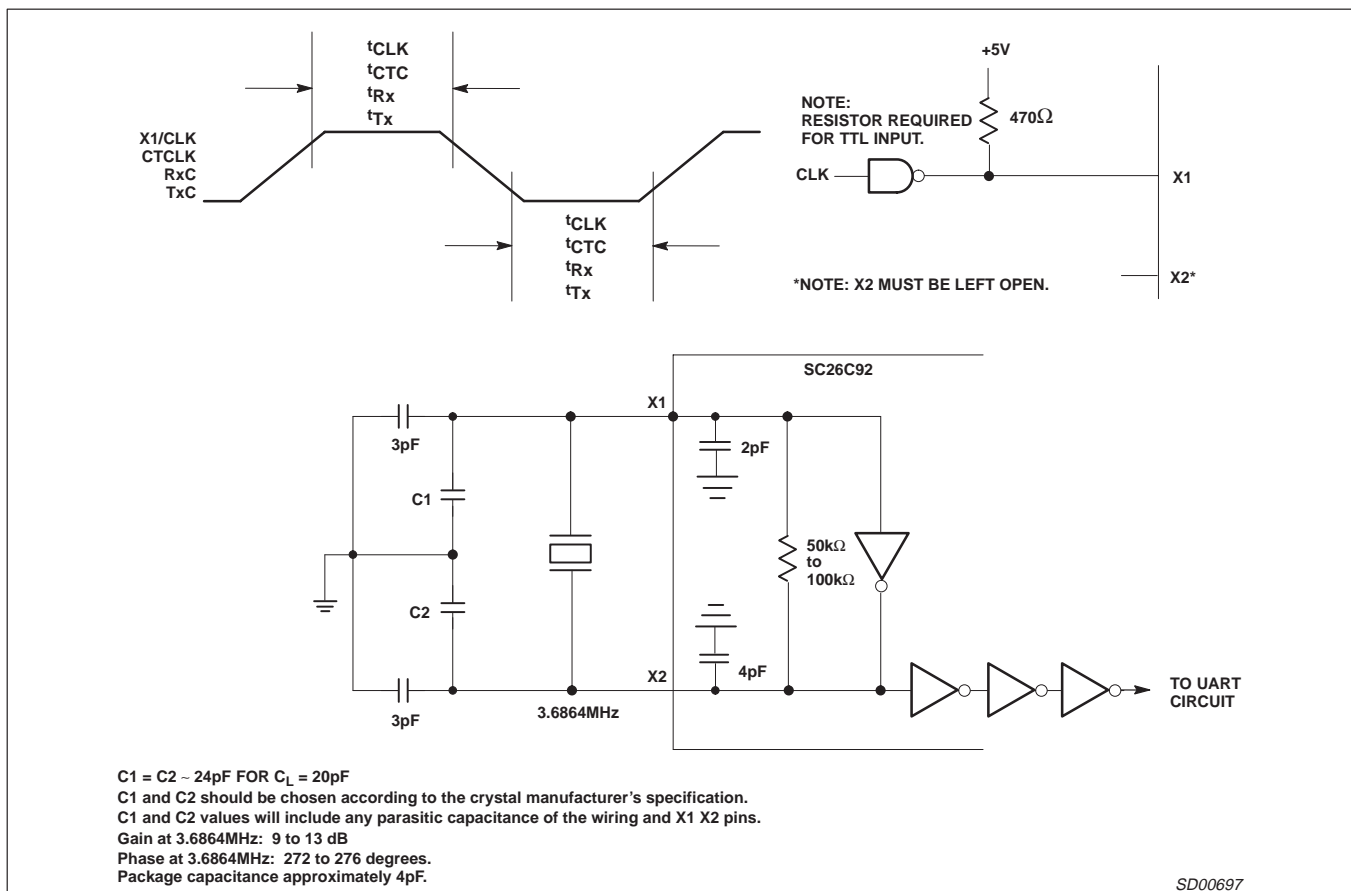 tCLK
tCTC
tRx
tTx
X1/CLK
CTCLK
RxC
TxC
tCLK
tCTC
tRx
tTx
+5V
NOTE:
RESISTOR REQUIRED
FOR TTL INPUT.
470Ω
CLK
X1
*NOTE: X2 MUST BE LEFT OPEN.
X2*
SC26C92
X1
3pF
2pF
C1
50kΩ
to
100kΩ
C2
4pF
X2
3pF
3.6864MHz
TO UART
CIRCUIT
C1 = C2 ~ 24pF FOR CL = 20pF
C1 and C2 should be chosen according to the crystal manufacturer's specification.
C1 and C2 values will include any parasitic capacitance of the wiring and X1 X2 pins.
Gain at 3.6864MHz: 9 to 13 dB
Phase at 3.6864MHz: 272 to 276 degrees.
Package capacitance approximately 4pF.
SD00697